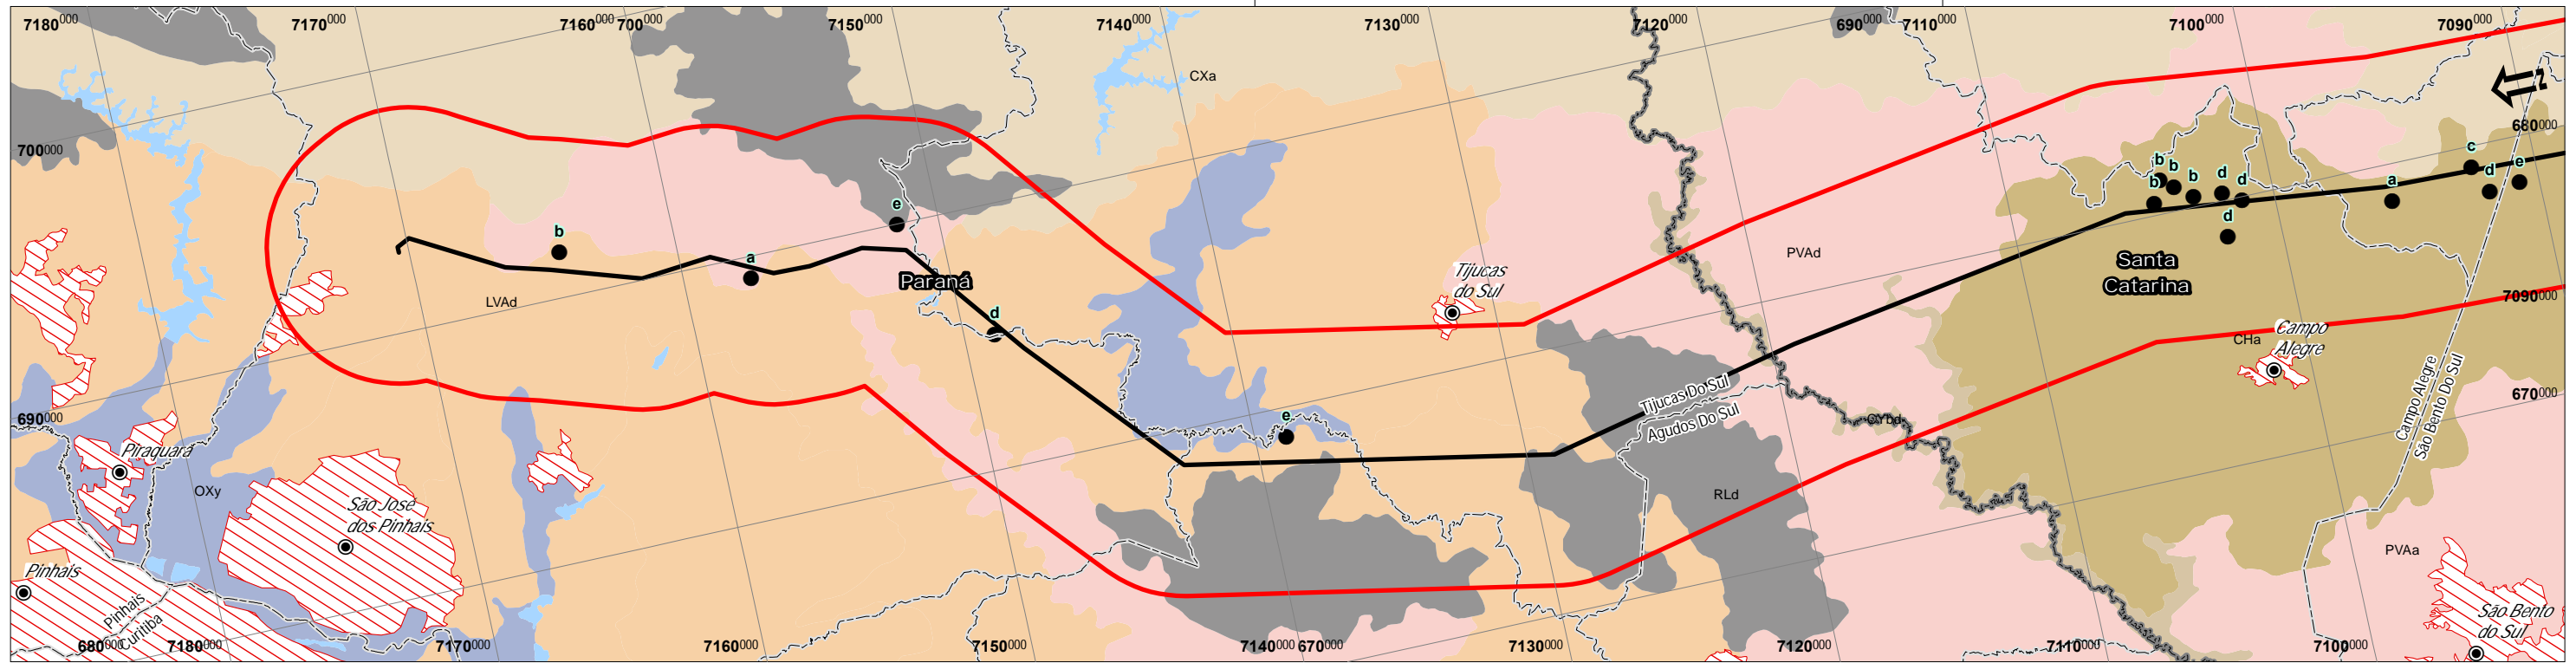 7180000 7170000 7160000 700000 7150000 7140000 7130000 7120000 690000 7110000 7100000 7090000
CXa
N
680000
700000
c
b b b b d d d
a d e
e
b
a
PVAd
Santa
Catarina
Tijucas
do Sul
Paraná
LVAd
d
7090000
Campo
Alegre
CHa
Tijucas Do Sul
Agudos Do Sul
Campo Alegre
São Bento Do Sul
670000
690000
e
GYbd
Piraquara
OXy
São José
dos Pinhais
RLd
PVAa
Pinhais
Pinhais
Curitiba
São Bento
do Sul
680000 7180000 7170000 7160000 7150000 7140000 670000 7130000 7120000 7110000 7100000